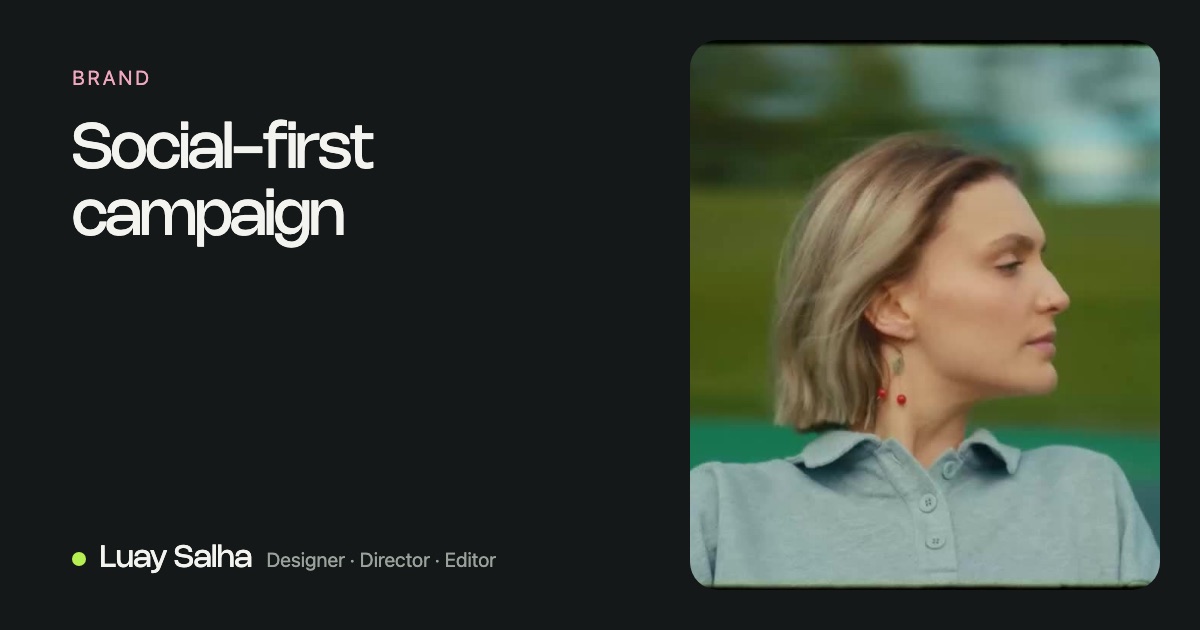 BRAND
Social–first
campaign
Luay Salha Designer · Director · Editor